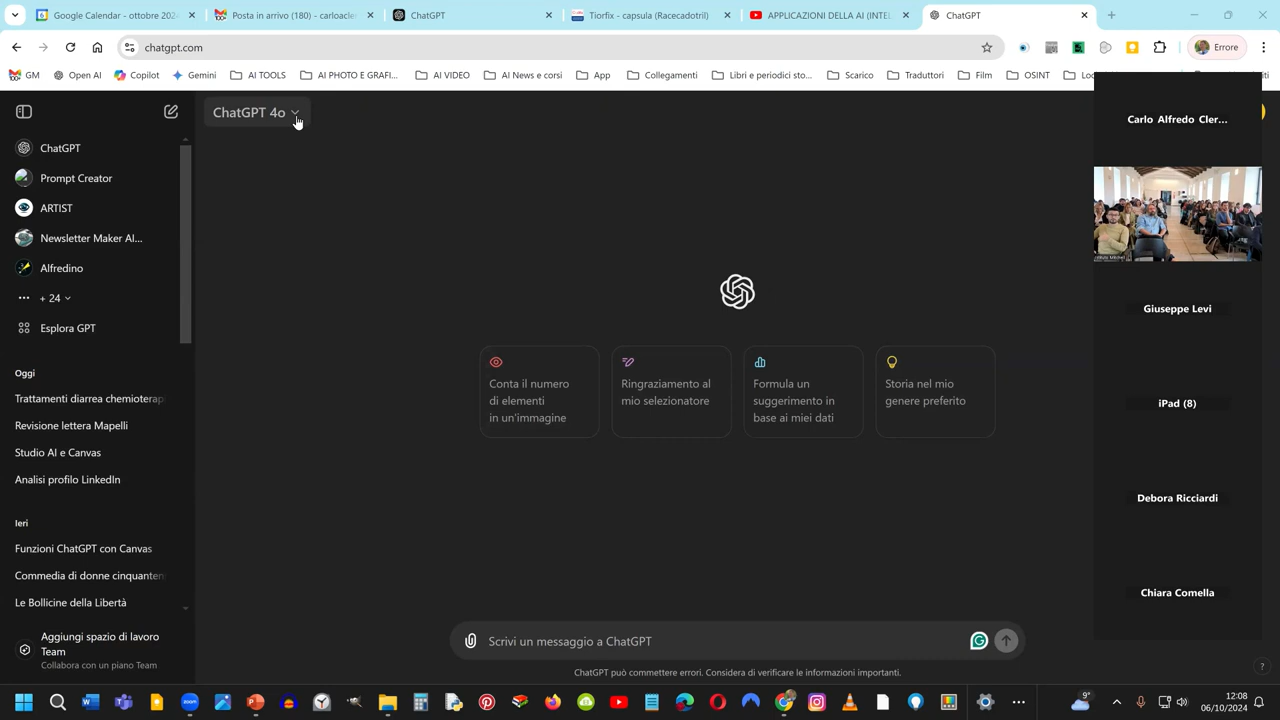 Google Calendar - ottobre 2024
Posta in arrivo (180) - carloacler
ChatGPT
Tiorfix - capsula (Racecadotril)
APPLICAZIONI DELLA AI (INTEL
ChatGPT
chatgpt.com
Errore
GM
Open AI
Copilot
Gemini
AI TOOLS
AI PHOTO E GRAFI...
AI VIDEO
AI News e corsi
App
Collegamenti
Libri e periodici sto...
Scarico
Traduttori
Film
OSINT
ChatGPT 4o
ChatGPT
Prompt Creator
ARTIST
Newsletter Maker AI...
Alfredino
+ 24
Esplora GPT
Oggi
Trattamenti diarrea chemioterap
Revisione lettera Mapelli
Studio AI e Canvas
Analisi profilo LinkedIn
Ieri
Funzioni ChatGPT con Canvas
Commedia di donne cinquanten
Le Bollicine della Libertà
Aggiungi spazio di lavoro
Team
Collabora con un piano Team
Conta il numero
di elementi
in un'immagine
Ringraziamento al
mio selezionatore
Formula un
suggerimento in
base ai miei dati
Storia nel mio
genere preferito
Scrivi un messaggio a ChatGPT
ChatGPT può commettere errori. Considera di verificare le informazioni importanti.
?
Carlo Alfredo Cler...
Giuseppe Levi
iPad (8)
Debora Ricciardi
Chiara Comella
zoom
9°
12:08
06/10/2024